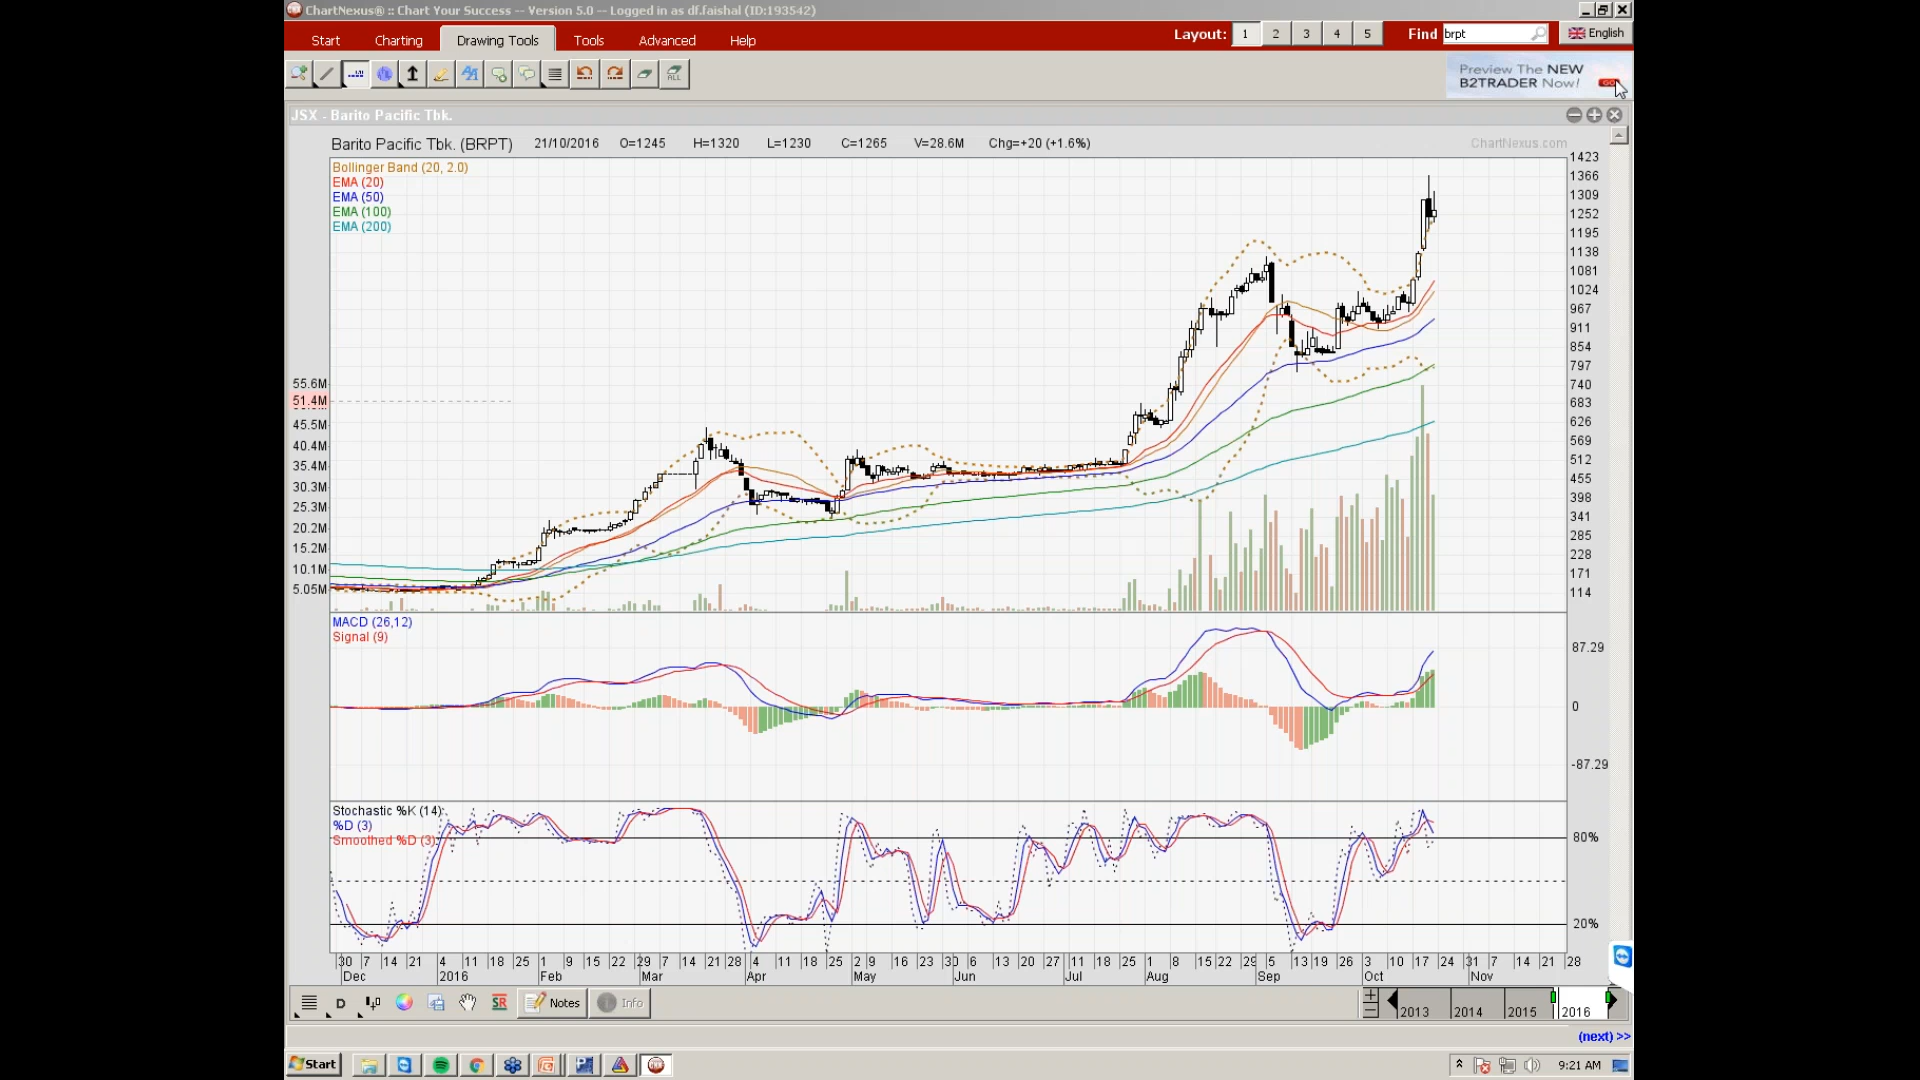 ChartNexus® :: Chart Your Success -- Version 5.0 -- Logged in as df.faishal (ID:193542)
Start Charting Drawing Tools Tools Advanced Help Layout: 1 2 3 4 5 Find brpt English
Preview The NEW
B2TRADER Now!
ALL
JSX - Barito Pacific Tbk.
Barito Pacific Tbk. (BRPT) 21/10/2016 O=1245 H=1320 L=1230 C=1265 V=28.6M Chg=+20 (+1.6%) ChartNexus.com
Bollinger Band (20, 2.0)
EMA (20)
EMA (50)
EMA (100)
EMA (200)
1423
1366
1309
1252
1195
1138
1081
1024
967
911
854
797
740
683
626
569
512
455
398
341
285
228
171
114
55.6M
51.4M
45.5M
40.4M
35.4M
30.3M
25.3M
20.2M
15.2M
10.1M
5.05M
MACD (26,12)
Signal (9)
87.29
0
-87.29
Stochastic %K (14)
%D (3)
Smoothed %D (3)
80%
20%
30 7 14 21 4 11 18 25 1 9 15 22 29 7 14 21 28 4 11 18 25 2 9 16 23 30 6 13 20 27 11 18 25 1 8 15 22 29 5 13 19 26 3 10 17 24 31 7 14 21 28
Dec 2016 Feb Mar Apr May Jun Jul Aug Sep Oct Nov
D SR Notes Info 2013 2014 2015 2016
(next) >>
Start 9:21 AM